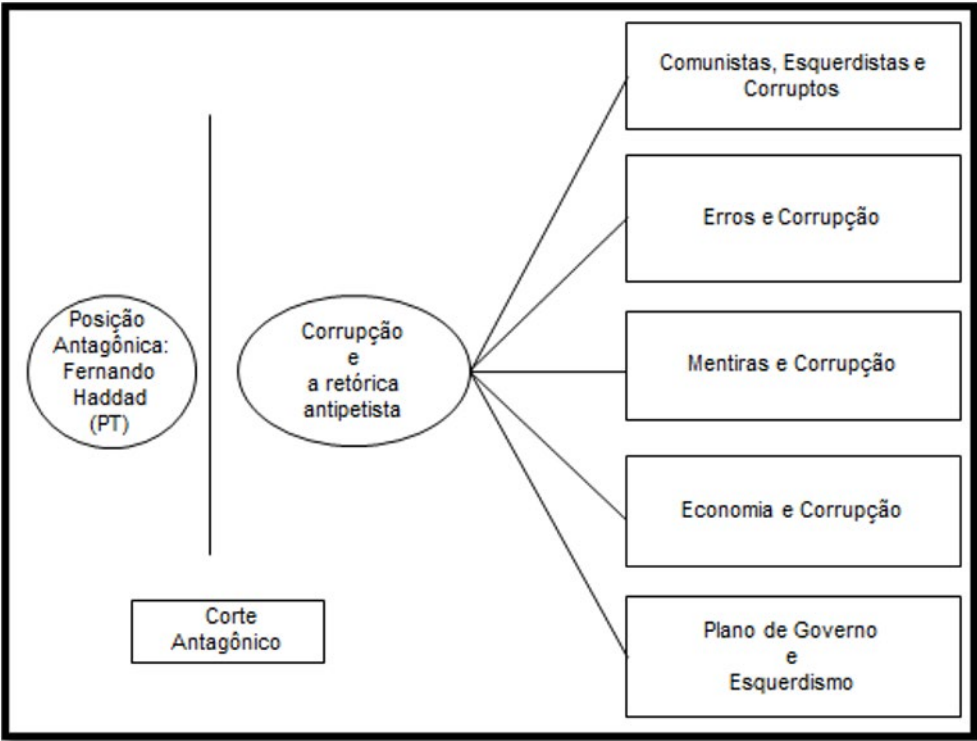 Comunistas, Esquerdistas e
Corruptos
Erros e Corrupção
Posição
Antagônica:
Fernando
Haddad
(PT)
Corrupção
e
a retórica
antipetista
Mentiras e Corrupção
Economia e Corrupção
Corte
Antagônico
Plano de Governo
e
Esquerdismo